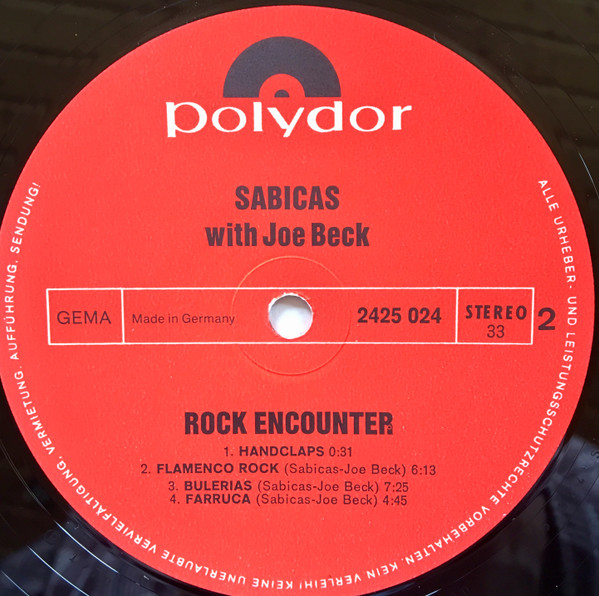 polydor
SABICAS
with Joe Beck
GEMA
Made in Germany
2425 024
STEREO
33
2
ROCK ENCOUNTER
1. HANDCLAPS 0:31
2. FLAMENCO ROCK (Sabicas-Joe Beck) 6:13
3. BULERIAS (Sabicas-Joe Beck) 7:25
4. FARRUCA (Sabicas-Joe Beck) 4:45
ALLE URHEBER- UND LEISTUNGSSCHUTZRECHTE VORBEHALTEN. KEIN VERLEIH! KEINE UNERLAUBTE VERVIELFÄLTIGUNG, VERMIETUNG, AUFFÜHRUNG, SENDUNG!